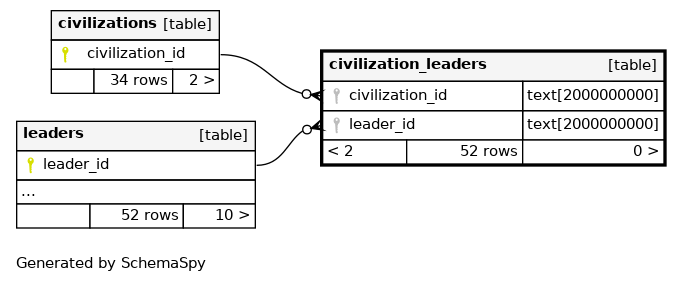 civilizations [table]
civilization_id
34 rows 2 >
leaders [table]
leader_id
...
52 rows 10 >
civilization_leaders [table]
civilization_id text[2000000000]
leader_id text[2000000000]
< 2 52 rows 0 >
Generated by SchemaSpy